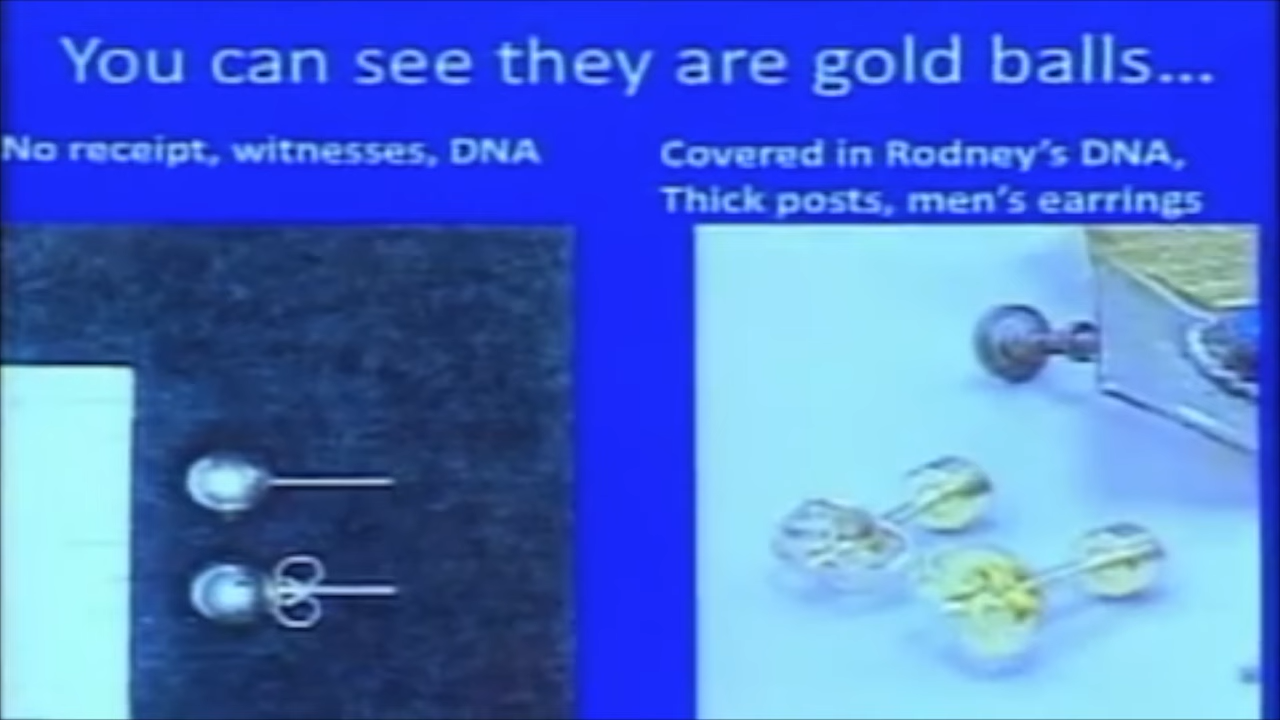 You can see they are gold balls...
No receipt, witnesses, DNA
Covered in Rodney's DNA,
Thick posts, men's earrings